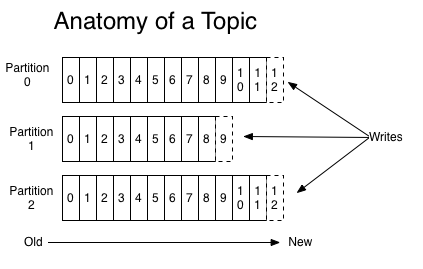 Anatomy of a Topic
Partition
0
0 1 2 3 4 5 6 7 8 9 10 11 12
Partition
1
0 1 2 3 4 5 6 7 8 9
Writes
Partition
2
0 1 2 3 4 5 6 7 8 9 10 11 12
Old
New